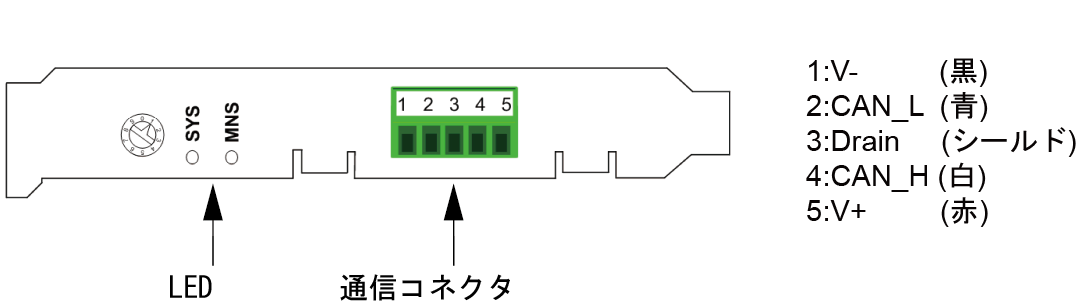 SYS
MNS
1 2 3 4 5
LED
通信コネクタ
1:V- (黒)
2:CAN_L (青)
3:Drain (シールド)
4:CAN_H (白)
5:V+ (赤)